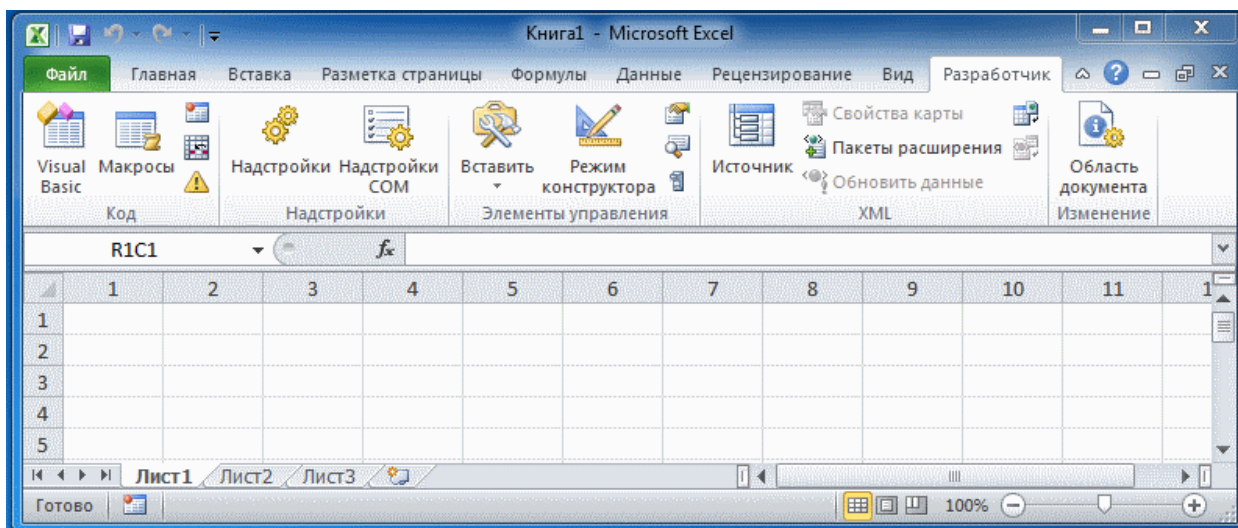 Книга1 - Microsoft Excel
Файл Главная Вставка Разметка страницы Формулы Данные Рецензирование Вид Разработчик
Visual Basic Макросы Надстройки Надстройки COM Вставить Режим конструктора Источник Свойства карты Пакеты расширения Обновить данные Область документа
Код Надстройки Элементы управления XML Изменение
R1C1 fx
1 2 3 4 5 6 7 8 9 10 11 1
1
2
3
4
5
Лист1 Лист2 Лист3
Готово 100%